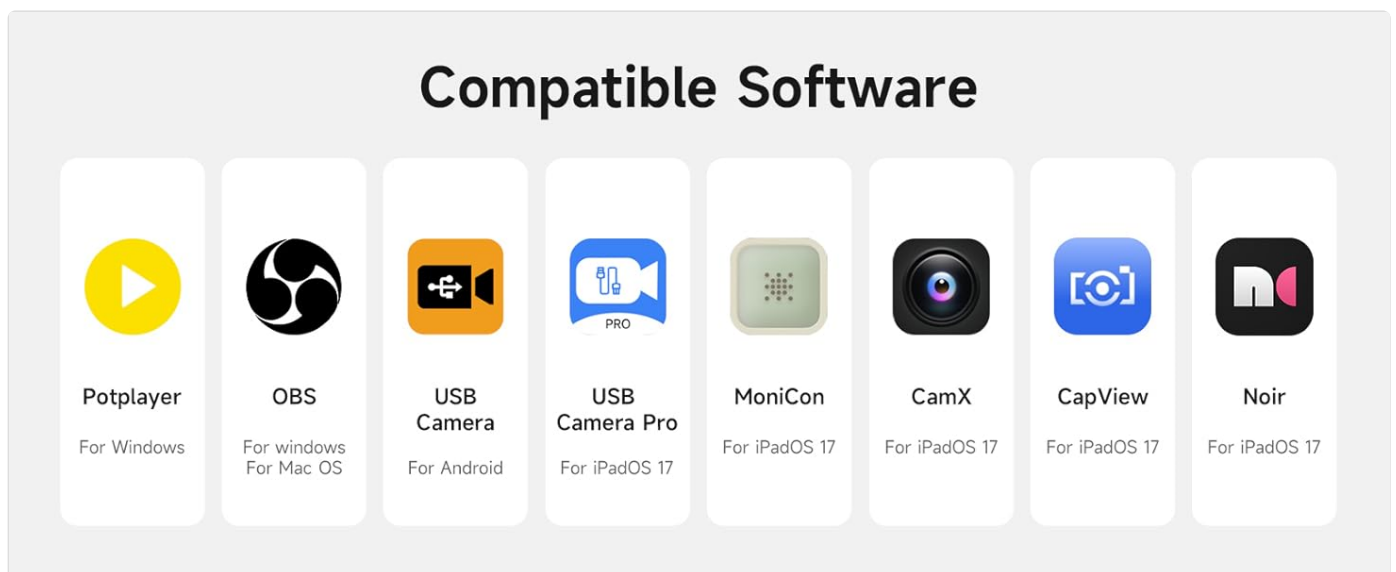 Compatible Software
PRO
Potplayer
For Windows
OBS
For windows
For Mac OS
USB
Camera
For Android
USB
Camera Pro
For iPadOS 17
MoniCon
For iPadOS 17
CamX
For iPadOS 17
CapView
For iPadOS 17
Noir
For iPadOS 17